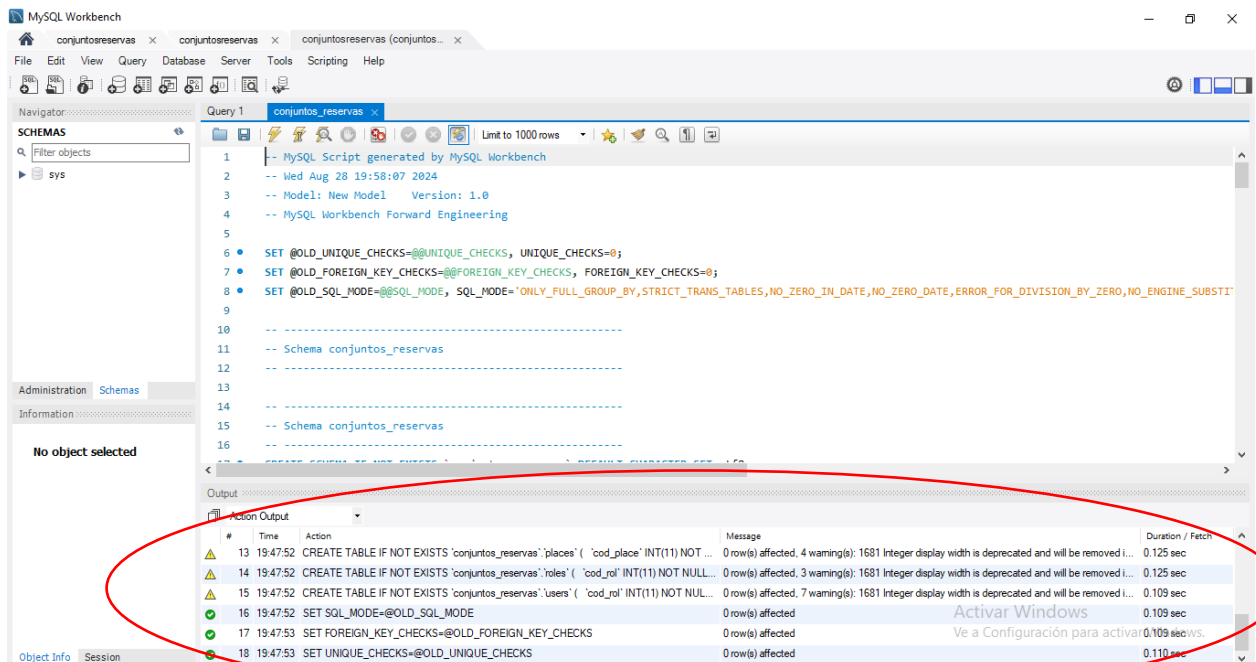 MySQL Workbench
conjuntosreservas × conjuntosreservas × conjuntosreservas (conjuntos... ×
File Edit View Query Database Server Tools Scripting Help
Navigator
SCHEMAS
Filter objects
sys
Administration Schemas
Information
No object selected
Object Info Session
Query 1 conjuntos_reservas ×
Limit to 1000 rows
1 -- MySQL Script generated by MySQL Workbench
2 -- Wed Aug 28 19:58:07 2024
3 -- Model: New Model Version: 1.0
4 -- MySQL Workbench Forward Engineering
5
6 SET @OLD_UNIQUE_CHECKS=@@UNIQUE_CHECKS, UNIQUE_CHECKS=0;
7 SET @OLD_FOREIGN_KEY_CHECKS=@@FOREIGN_KEY_CHECKS, FOREIGN_KEY_CHECKS=0;
8 SET @OLD_SQL_MODE=@@SQL_MODE, SQL_MODE='ONLY_FULL_GROUP_BY,STRICT_TRANS_TABLES,NO_ZERO_IN_DATE,NO_ZERO_DATE,ERROR_FOR_DIVISION_BY_ZERO,NO_ENGINE_SUBSTI
9
10 -- -----------------------------------------------------
11 -- Schema conjuntos_reservas
12 -- -----------------------------------------------------
13
14 -- -----------------------------------------------------
15 -- Schema conjuntos_reservas
16 -- -----------------------------------------------------
Output
Action Output
# Time Action Message Duration / Fetch
13 19:47:52 CREATE TABLE IF NOT EXISTS `conjuntos_reservas`.`places` ( `cod_place` INT(11) NOT ... 0 row(s) affected, 4 warning(s): 1681 Integer display width is deprecated and will be removed i... 0.125 sec
14 19:47:52 CREATE TABLE IF NOT EXISTS `conjuntos_reservas`.`roles` ( `cod_rol` INT(11) NOT NULL... 0 row(s) affected, 3 warning(s): 1681 Integer display width is deprecated and will be removed i... 0.125 sec
15 19:47:52 CREATE TABLE IF NOT EXISTS `conjuntos_reservas`.`users` ( `cod_rol` INT(11) NOT NUL... 0 row(s) affected, 7 warning(s): 1681 Integer display width is deprecated and will be removed i... 0.109 sec
16 19:47:52 SET SQL_MODE=@OLD_SQL_MODE 0 row(s) affected 0.109 sec
17 19:47:53 SET FOREIGN_KEY_CHECKS=@OLD_FOREIGN_KEY_CHECKS 0 row(s) affected 0.109 sec
18 19:47:53 SET UNIQUE_CHECKS=@OLD_UNIQUE_CHECKS 0 row(s) affected 0.110 sec
Activar Windows
Ve a Configuración para activar